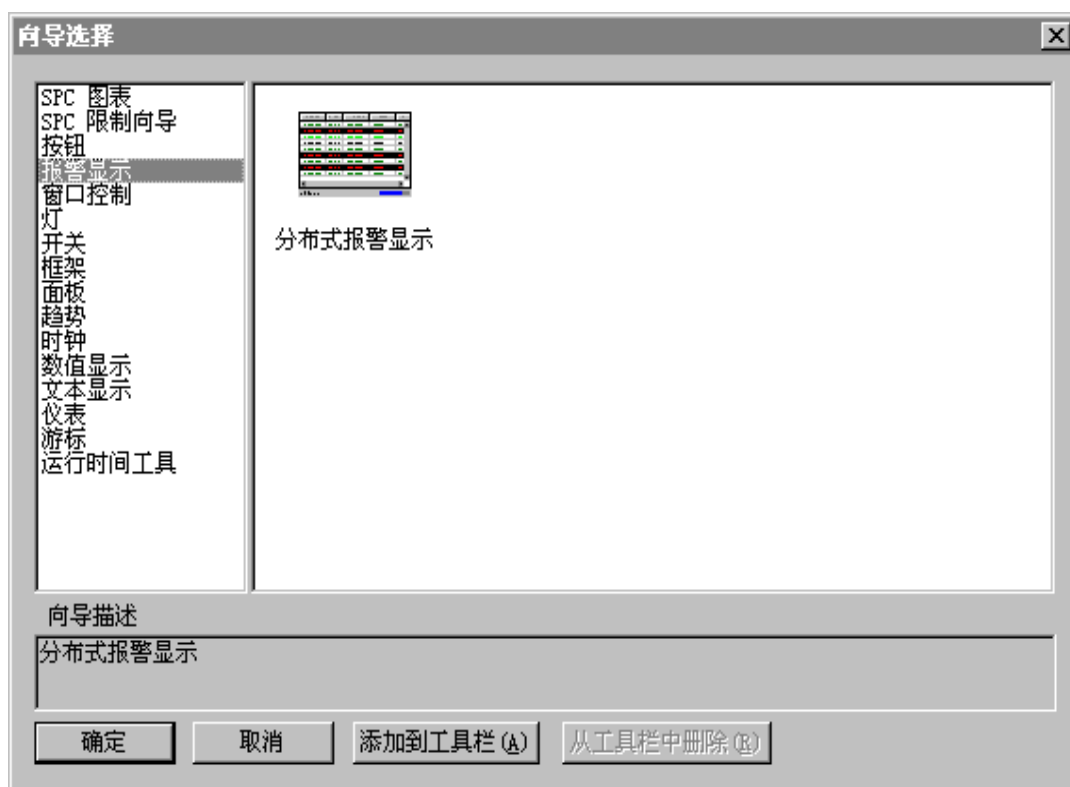 向导选择
SPC 图表
SPC 限制向导
按钮
报警显示
窗口控制
灯
开关
框架
面板
趋势
时钟
数值显示
文本显示
仪表
游标
运行时间工具
分布式报警显示
向导描述
分布式报警显示
确定
取消
添加到工具栏(A)
从工具栏中删除(R)